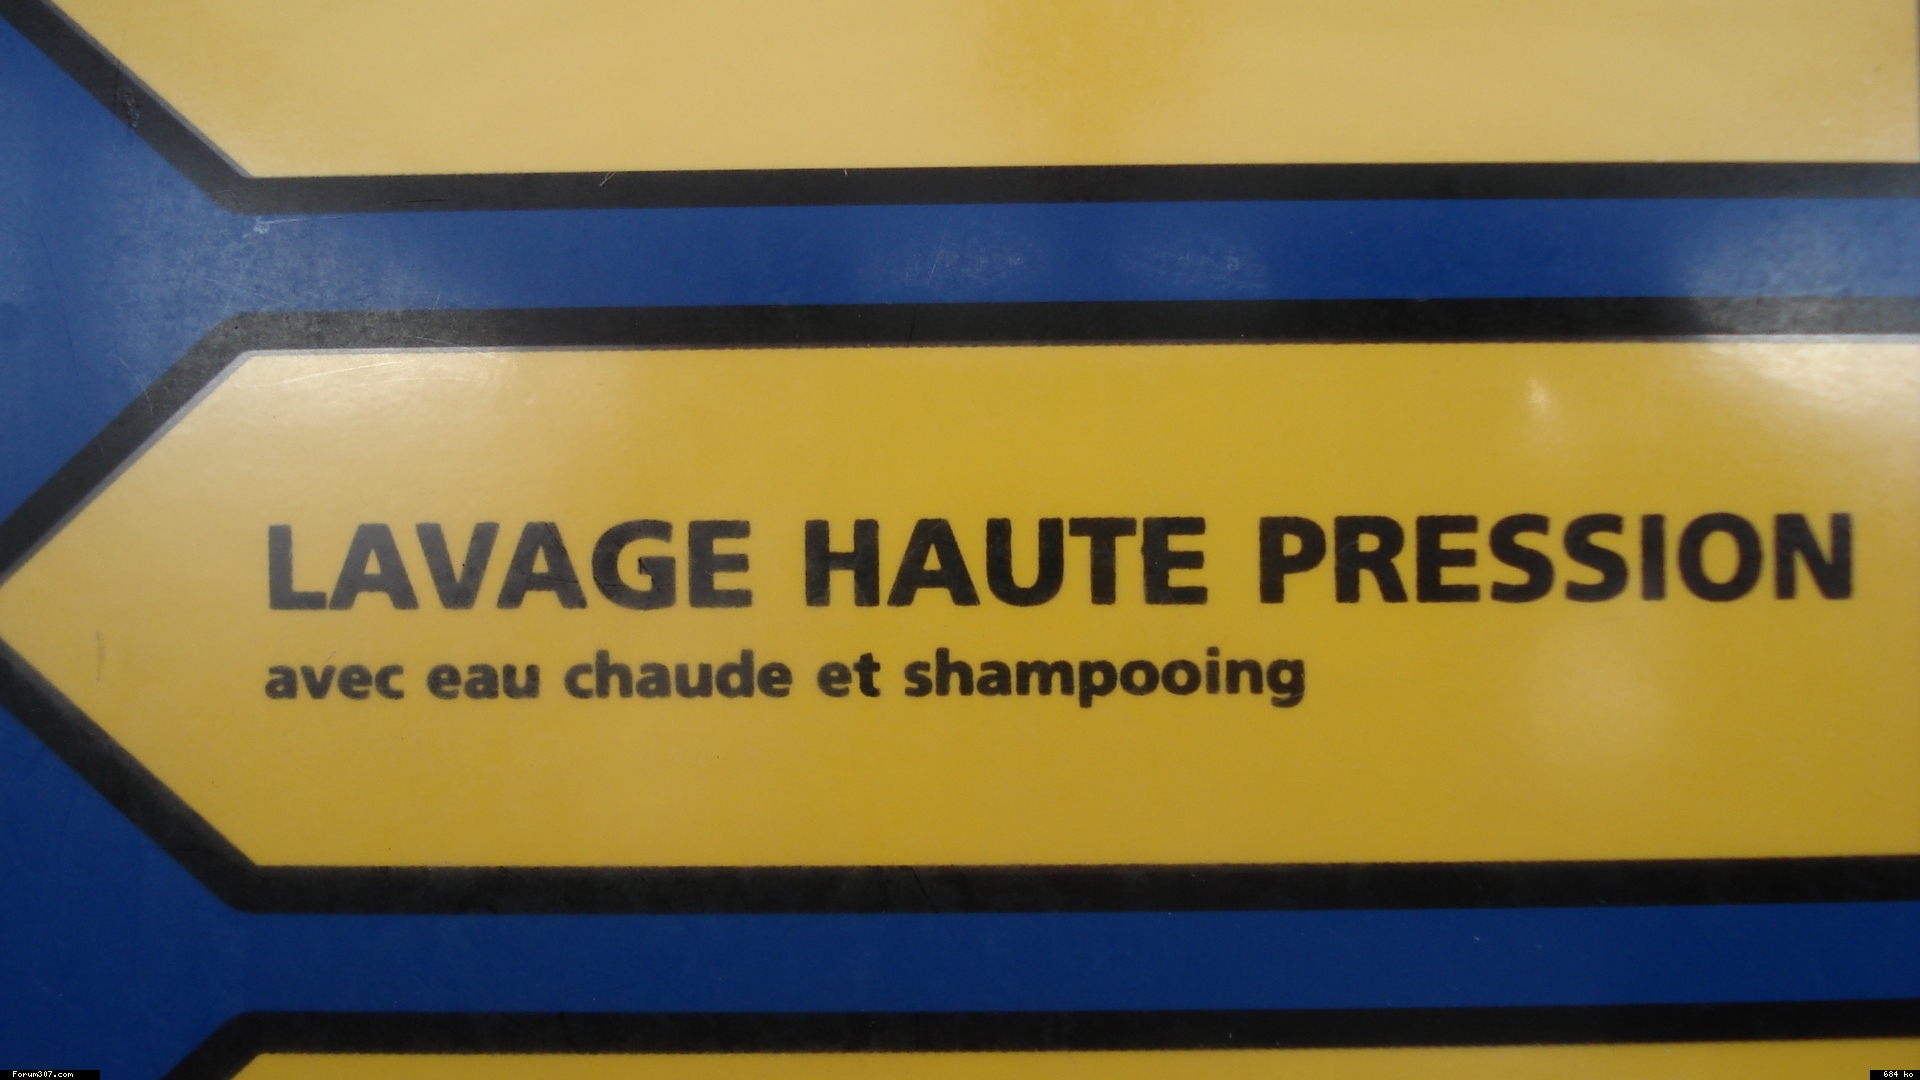 LAVAGE HAUTE PRESSION
avec eau chaude et shampooing
Forum307.com
684 ko